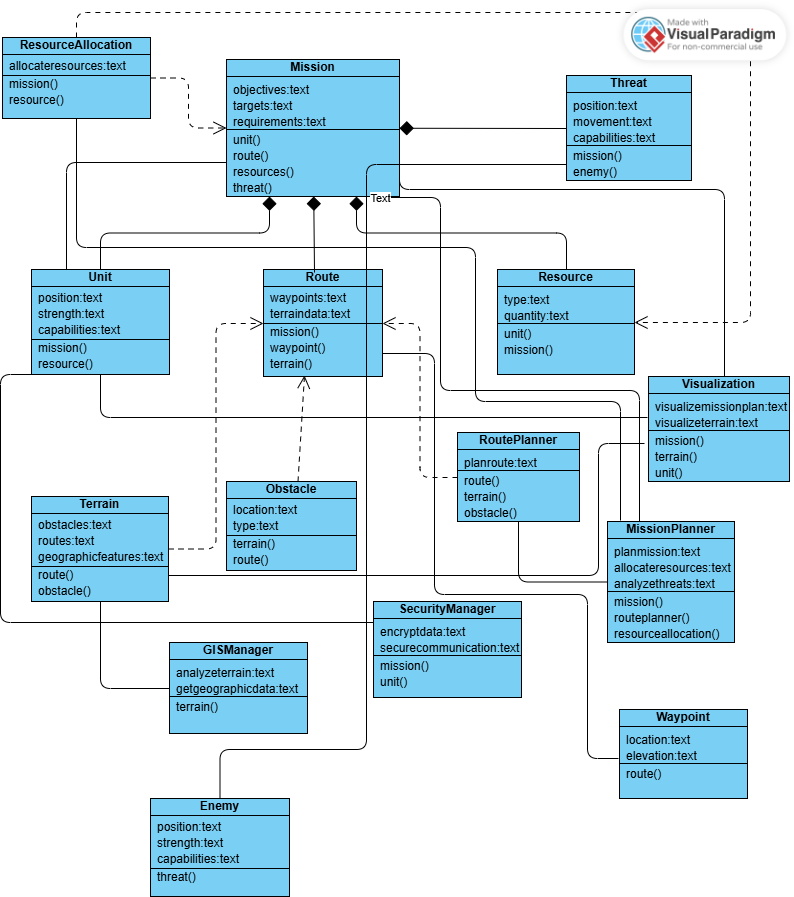 Made with
VisualParadigm
For non-commercial use
ResourceAllocation
allocateresources:text
mission()
resource()
Mission
objectives:text
targets:text
requirements:text
unit()
route()
resources()
threat()
Threat
position:text
movement:text
capabilities:text
mission()
enemy()
Text
Unit
position:text
strength:text
capabilities:text
mission()
resource()
Route
waypoints:text
terraindata:text
mission()
waypoint()
terrain()
Resource
type:text
quantity:text
unit()
mission()
Visualization
visualizemissionplan:text
visualizeterrain:text
mission()
terrain()
unit()
RoutePlanner
planroute:text
route()
terrain()
obstacle()
Obstacle
location:text
type:text
terrain()
route()
Terrain
obstacles:text
routes:text
geographicfeatures:text
route()
obstacle()
MissionPlanner
planmission:text
allocateresources:text
analyzethreats:text
mission()
routeplanner()
resourceallocation()
SecurityManager
encryptdata:text
securecommunication:text
mission()
unit()
GISManager
analyzeterrain:text
getgeographicdata:text
terrain()
Waypoint
location:text
elevation:text
route()
Enemy
position:text
strength:text
capabilities:text
threat()